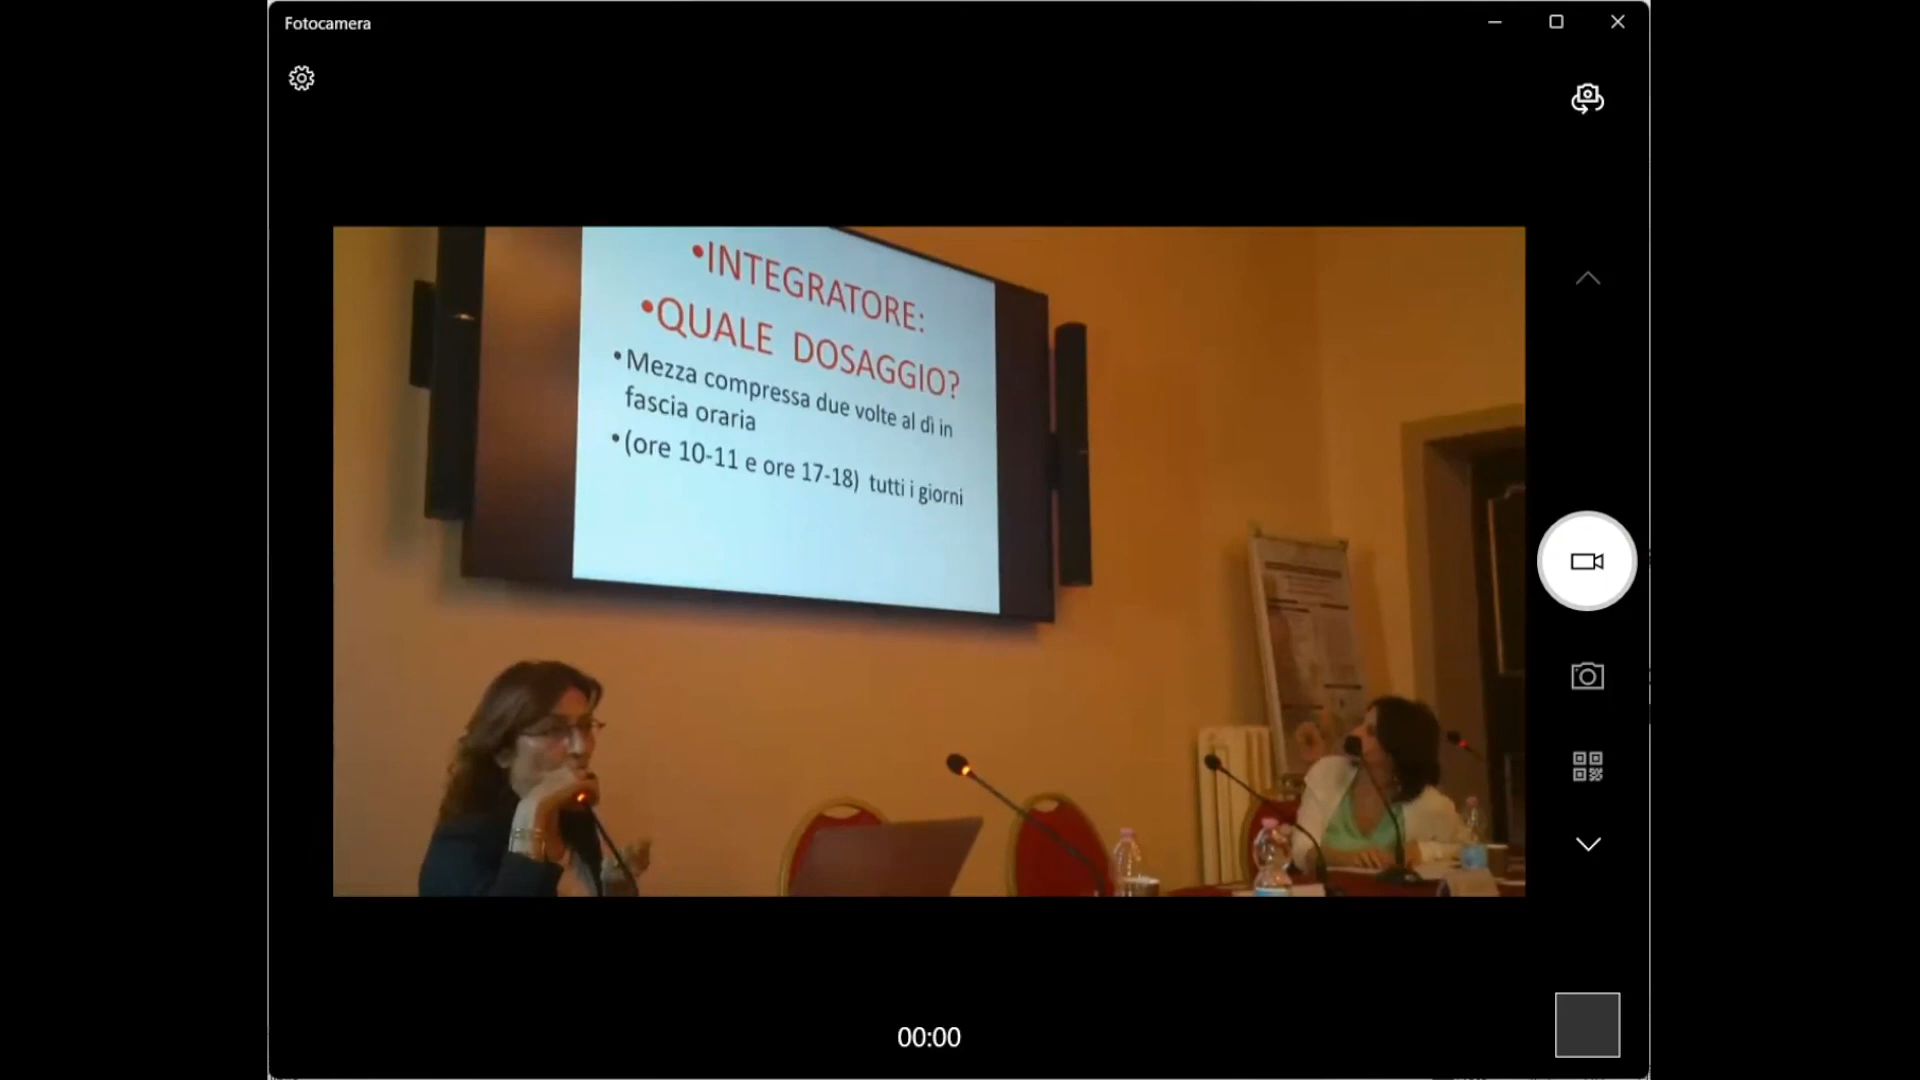 Fotocamera
•INTEGRATORE:
•QUALE DOSAGGIO?
•Mezza compressa due volte al dì in
fascia oraria
•(ore 10-11 e ore 17-18) tutti i giorni
00:00